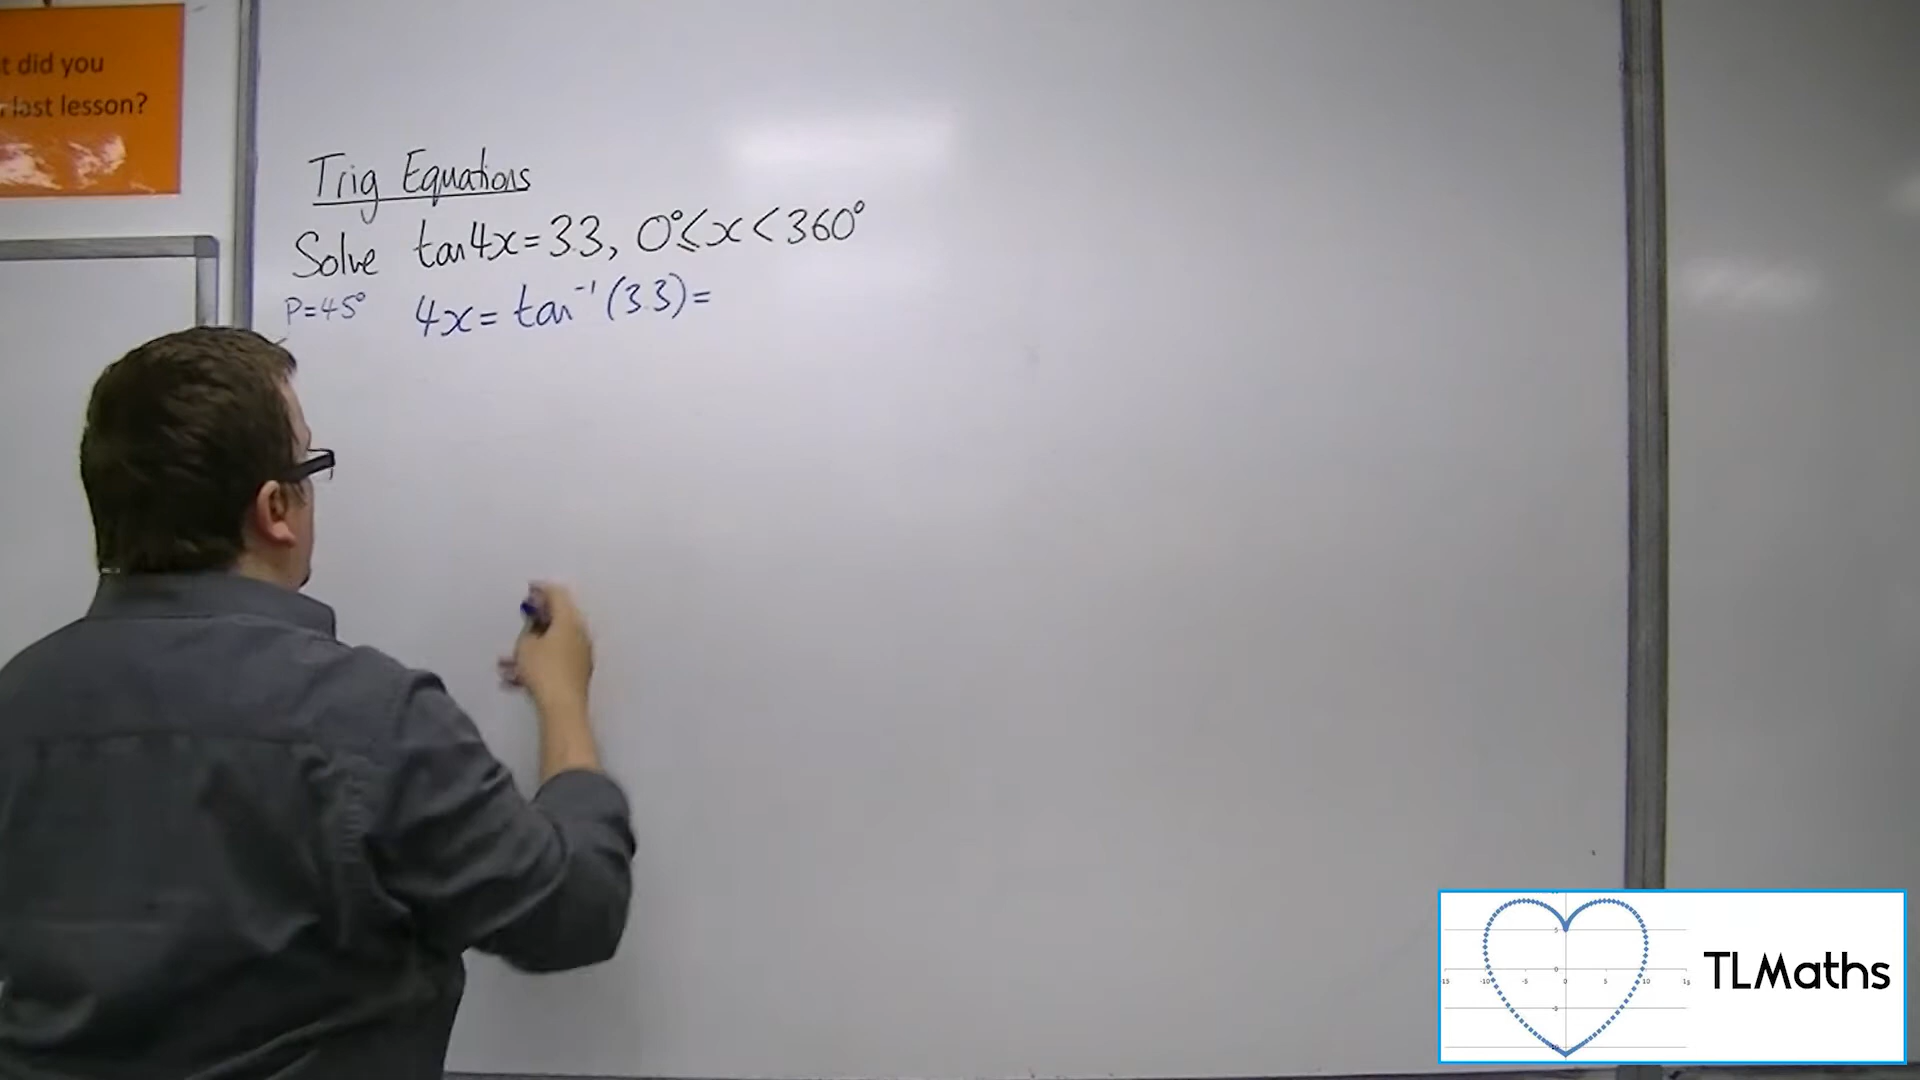 t did you
last lesson?
Trig Equations
Solve tan4x=3.3, 0°≤x<360°
P=45° 4x=tan⁻¹(3.3)=
TLMaths